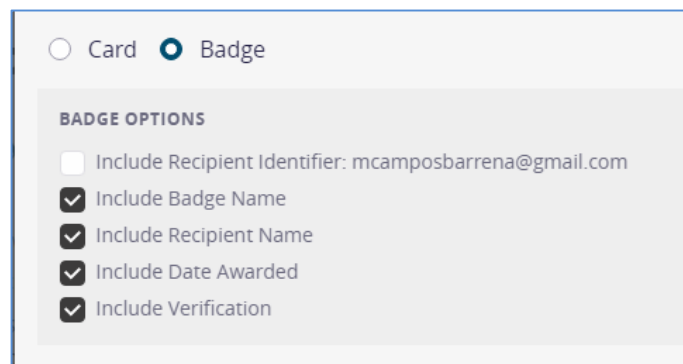 Card Badge
BADGE OPTIONS
Include Recipient Identifier: mcamposbarrena@gmail.com
Include Badge Name
Include Recipient Name
Include Date Awarded
Include Verification